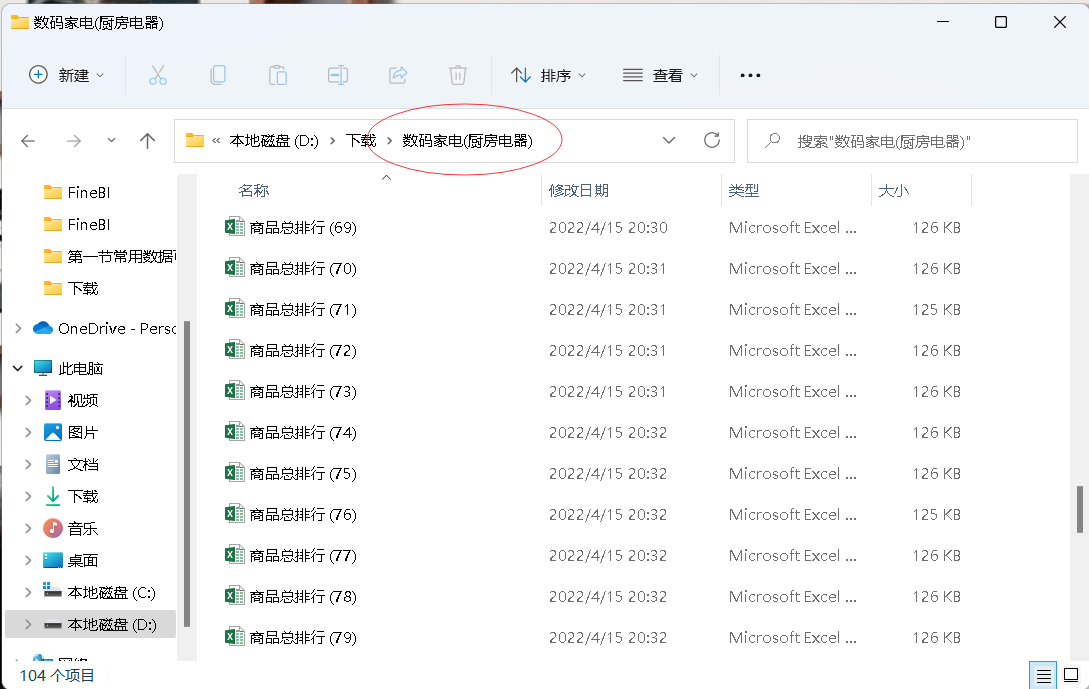 数码家电(厨房电器)
新建
排序
查看
« 本地磁盘 (D:) › 下载 › 数码家电(厨房电器)
搜索"数码家电(厨房电器)"
FineBI
FineBI
第一节常用数据
下载
OneDrive - Perso
此电脑
视频
图片
文档
下载
音乐
桌面
本地磁盘 (C:)
本地磁盘 (D:)
名称 修改日期 类型 大小
商品总排行 (69) 2022/4/15 20:30 Microsoft Excel ... 126 KB
商品总排行 (70) 2022/4/15 20:31 Microsoft Excel ... 126 KB
商品总排行 (71) 2022/4/15 20:31 Microsoft Excel ... 125 KB
商品总排行 (72) 2022/4/15 20:31 Microsoft Excel ... 126 KB
商品总排行 (73) 2022/4/15 20:31 Microsoft Excel ... 126 KB
商品总排行 (74) 2022/4/15 20:32 Microsoft Excel ... 126 KB
商品总排行 (75) 2022/4/15 20:32 Microsoft Excel ... 126 KB
商品总排行 (76) 2022/4/15 20:32 Microsoft Excel ... 125 KB
商品总排行 (77) 2022/4/15 20:32 Microsoft Excel ... 126 KB
商品总排行 (78) 2022/4/15 20:32 Microsoft Excel ... 126 KB
商品总排行 (79) 2022/4/15 20:32 Microsoft Excel ... 126 KB
104 个项目